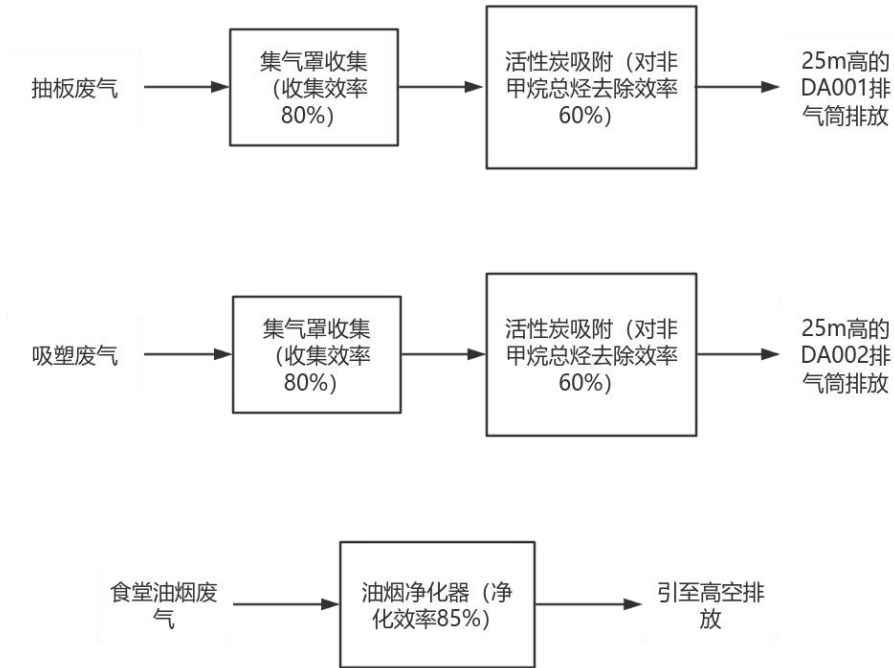 抽板废气
集气罩收集
（收集效率
80%）
活性炭吸附（对非
甲烷总烃去除效率
60%）
25m高的
DA001排
气筒排放
吸塑废气
集气罩收集
（收集效率
80%）
活性炭吸附（对非
甲烷总烃去除效率
60%）
25m高的
DA002排
气筒排放
食堂油烟废
气
油烟净化器（净
化效率85%）
引至高空排
放